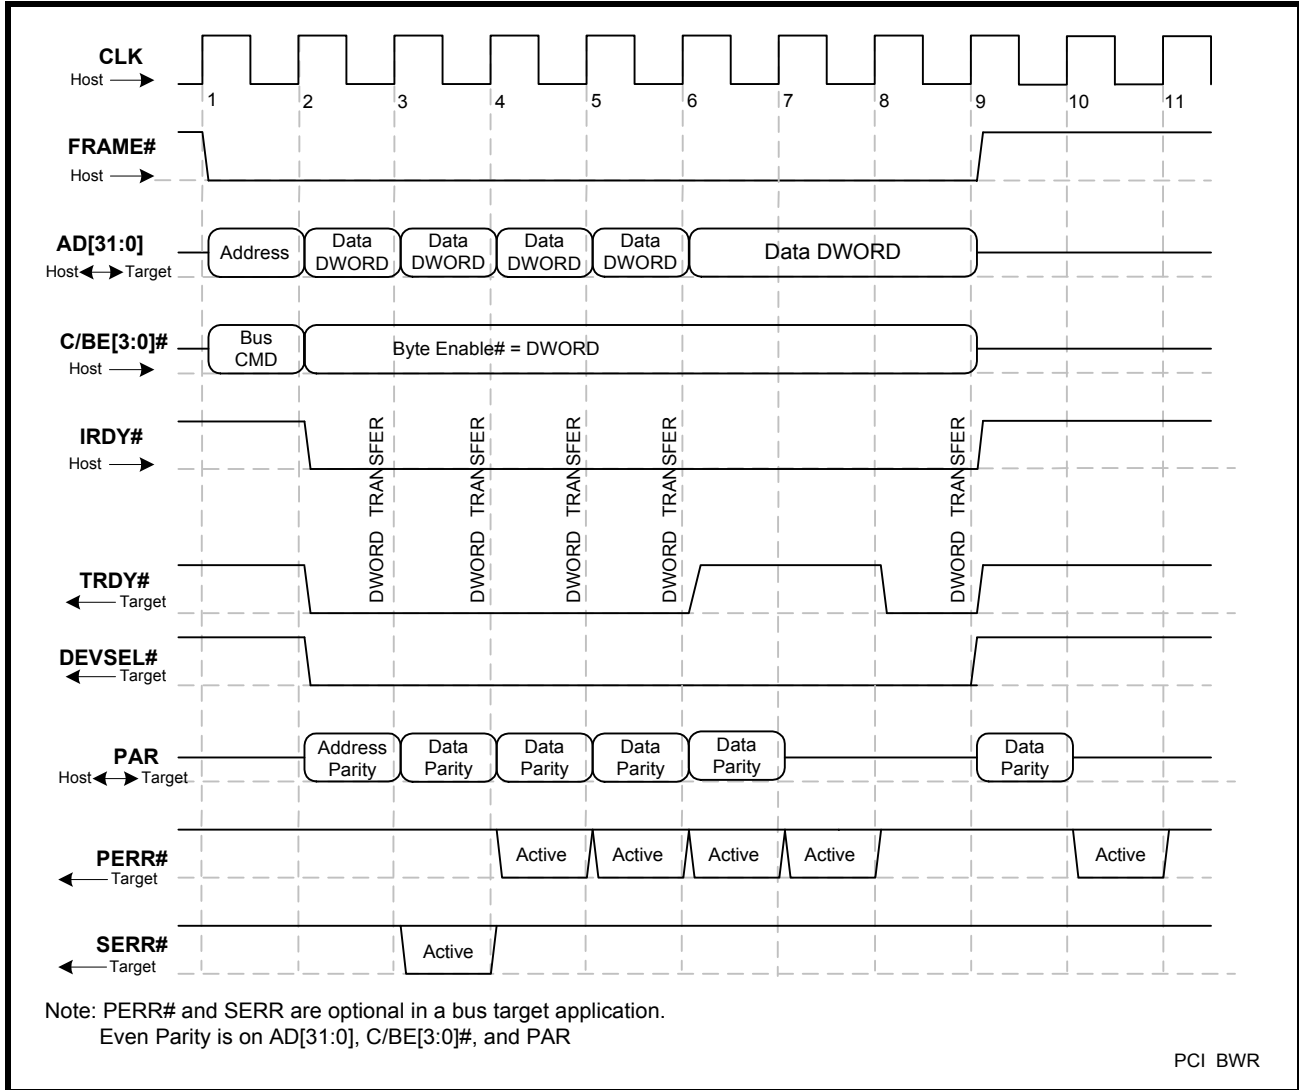 CLK
Host
1 2 3 4 5 6 7 8 9 10 11
FRAME#
Host
AD[31:0]
Host Target
Address
Data
DWORD
Data
DWORD
Data
DWORD
Data
DWORD
Data DWORD
C/BE[3:0]#
Host
Bus
CMD
Byte Enable# = DWORD
IRDY#
Host
DWORD TRANSFER
DWORD TRANSFER
DWORD TRANSFER
DWORD TRANSFER
DWORD TRANSFER
TRDY#
Target
DEVSEL#
Target
PAR
Host Target
Address
Parity
Data
Parity
Data
Parity
Data
Parity
Data
Parity
Data
Parity
PERR#
Target
Active
Active
Active
Active
Active
SERR#
Target
Active
Note: PERR# and SERR are optional in a bus target application.
Even Parity is on AD[31:0], C/BE[3:0]#, and PAR
PCI BWR